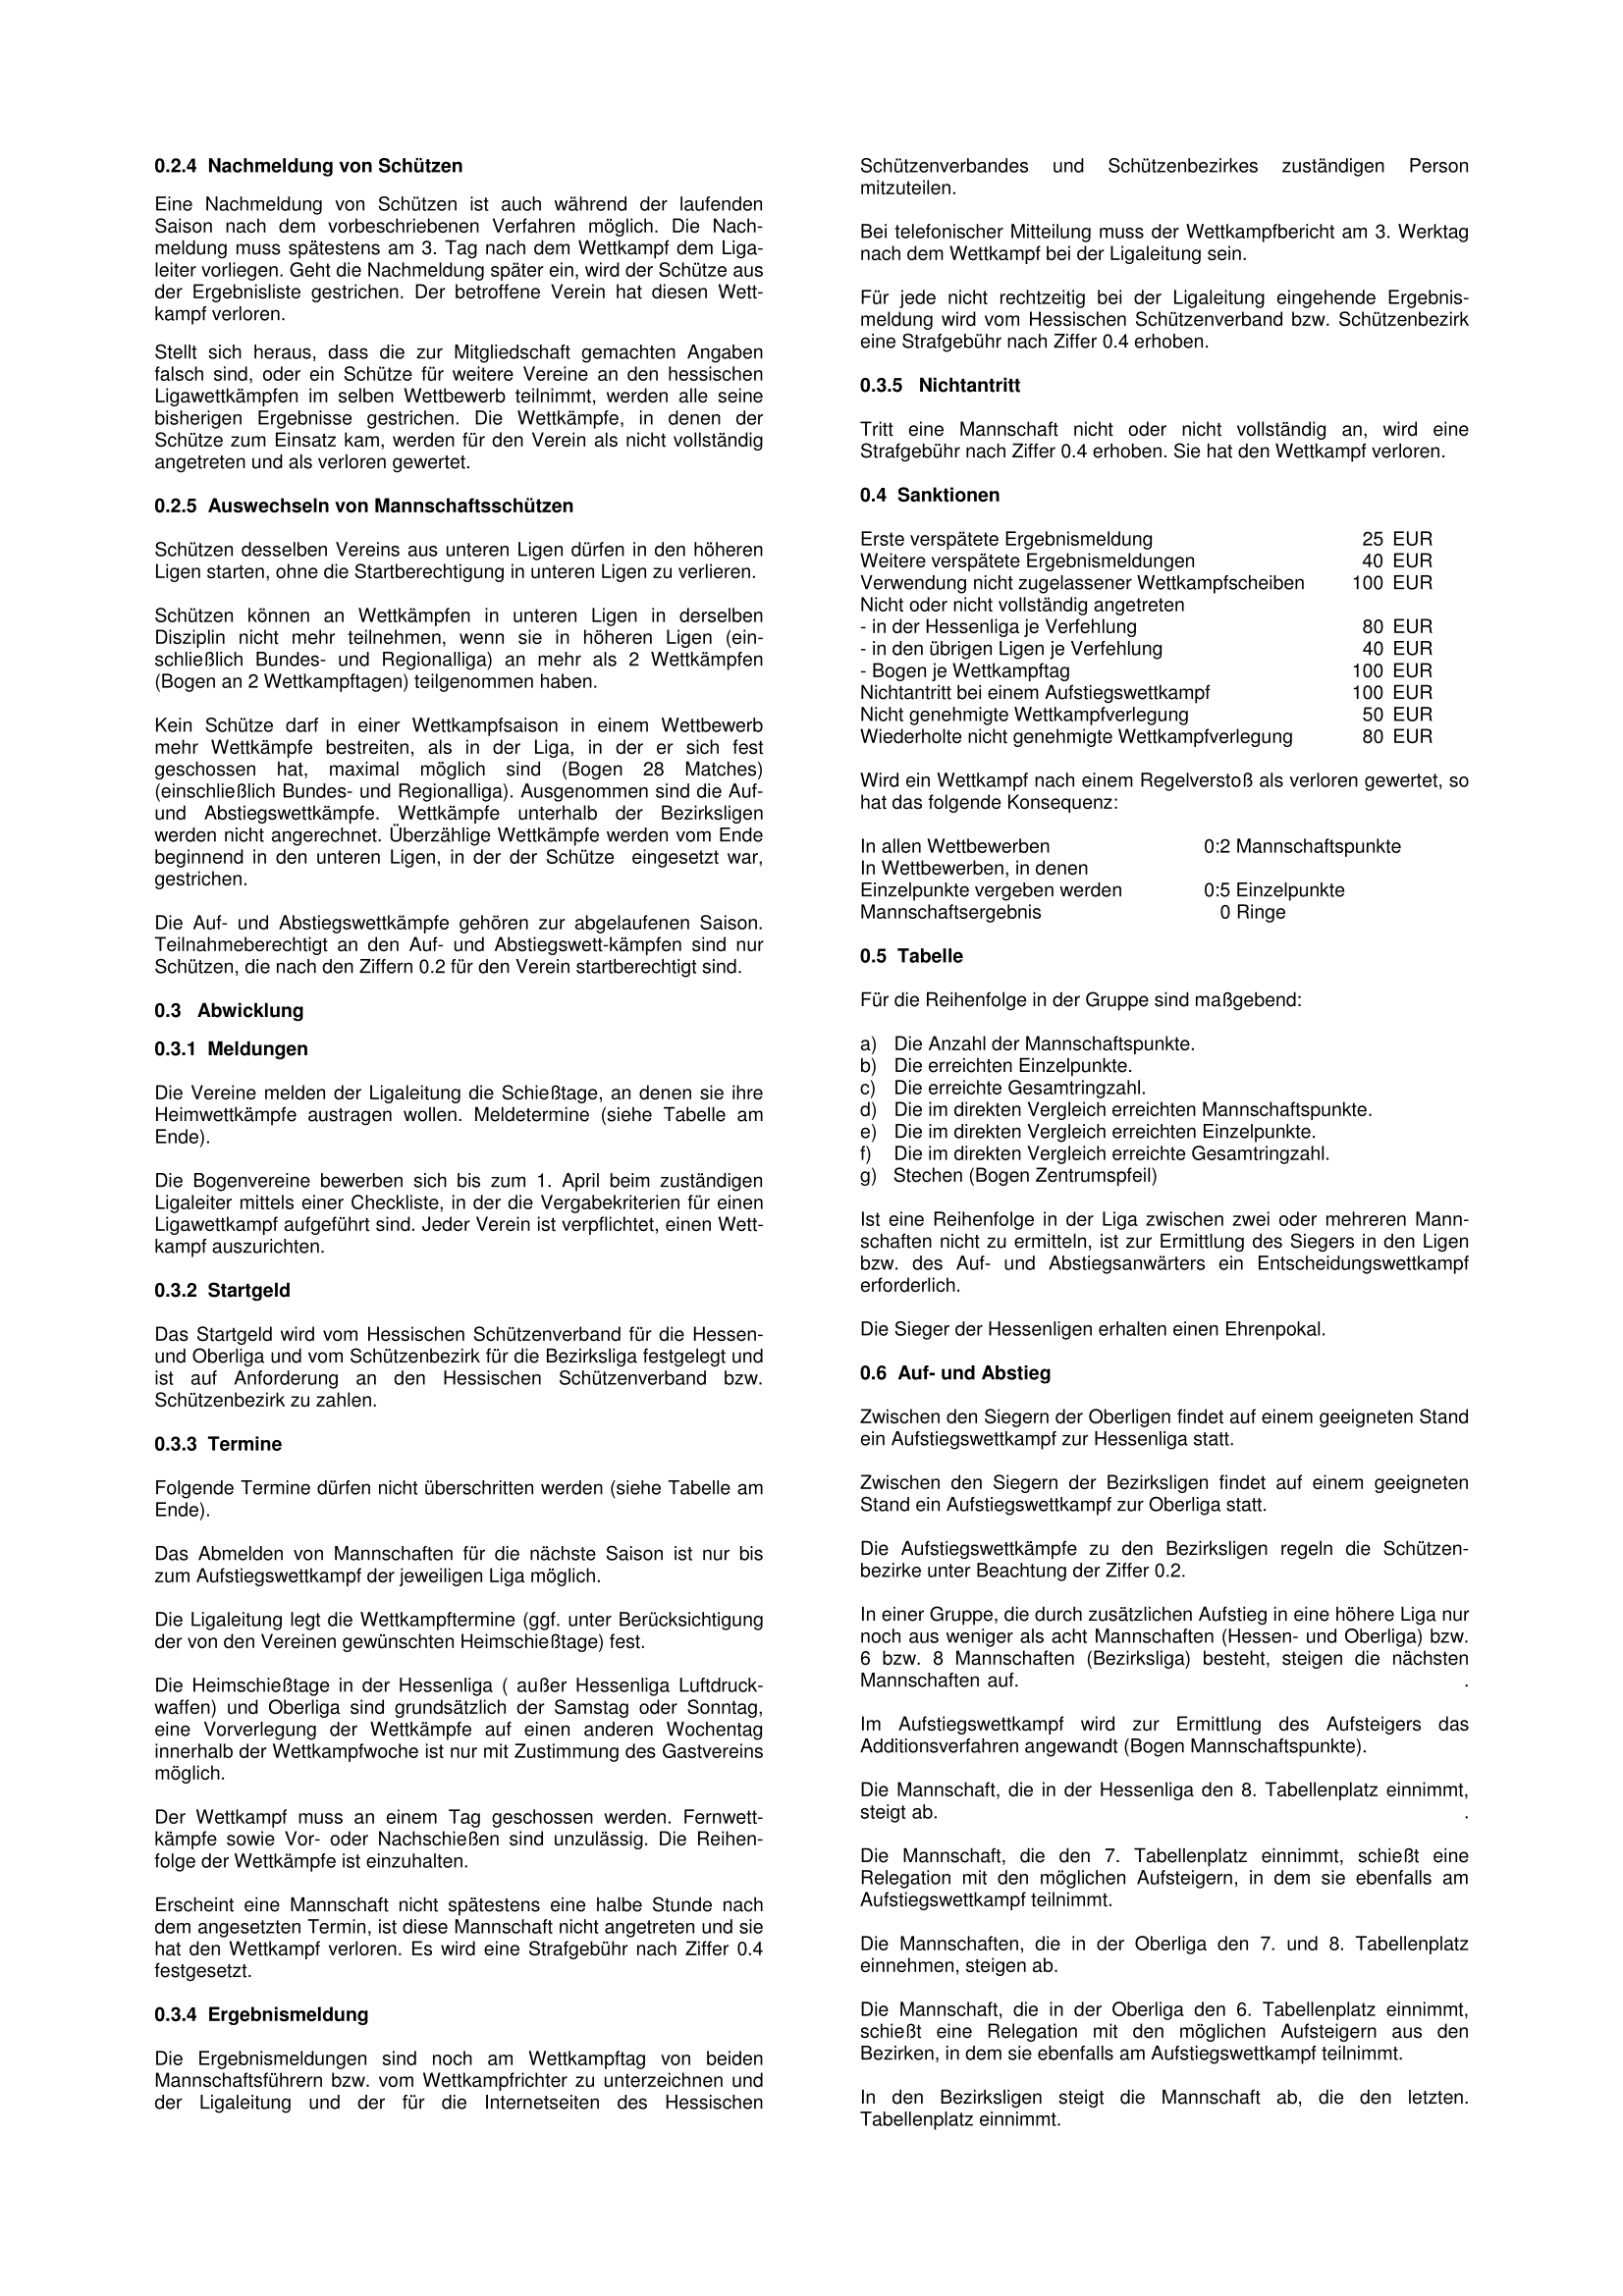 0.2.4 Nachmeldung von Schützen
Eine Nachmeldung von Schützen ist auch während der laufenden
Saison nach dem vorbeschriebenen Verfahren möglich. Die Nach-
meldung muss spätestens am 3. Tag nach dem Wettkampf dem Liga-
leiter vorliegen. Geht die Nachmeldung später ein, wird der Schütze aus
der Ergebnisliste gestrichen. Der betroffene Verein hat diesen Wett-
kampf verloren.
Stellt sich heraus, dass die zur Mitgliedschaft gemachten Angaben
falsch sind, oder ein Schütze für weitere Vereine an den hessischen
Ligawettkämpfen im selben Wettbewerb teilnimmt, werden alle seine
bisherigen Ergebnisse gestrichen. Die Wettkämpfe, in denen der
Schütze zum Einsatz kam, werden für den Verein als nicht vollständig
angetreten und als verloren gewertet.
0.2.5 Auswechseln von Mannschaftsschützen
Schützen desselben Vereins aus unteren Ligen dürfen in den höheren
Ligen starten, ohne die Startberechtigung in unteren Ligen zu verlieren.
Schützen können an Wettkämpfen in unteren Ligen in derselben
Disziplin nicht mehr teilnehmen, wenn sie in höheren Ligen (ein-
schließlich Bundes- und Regionalliga) an mehr als 2 Wettkämpfen
(Bogen an 2 Wettkampftagen) teilgenommen haben.
Kein Schütze darf in einer Wettkampfsaison in einem Wettbewerb
mehr Wettkämpfe bestreiten, als in der Liga, in der er sich fest
geschossen hat, maximal möglich sind (Bogen 28 Matches)
(einschließlich Bundes- und Regionalliga). Ausgenommen sind die Auf-
und Abstiegswettkämpfe. Wettkämpfe unterhalb der Bezirksligen
werden nicht angerechnet. Überzählige Wettkämpfe werden vom Ende
beginnend in den unteren Ligen, in der der Schütze eingesetzt war,
gestrichen.
Die Auf- und Abstiegswettkämpfe gehören zur abgelaufenen Saison.
Teilnahmeberechtigt an den Auf- und Abstiegswett-kämpfen sind nur
Schützen, die nach den Ziffern 0.2 für den Verein startberechtigt sind.
0.3 Abwicklung
0.3.1 Meldungen
Die Vereine melden der Ligaleitung die Schießtage, an denen sie ihre
Heimwettkämpfe austragen wollen. Meldetermine (siehe Tabelle am
Ende).
Die Bogenvereine bewerben sich bis zum 1. April beim zuständigen
Ligaleiter mittels einer Checkliste, in der die Vergabekriterien für einen
Ligawettkampf aufgeführt sind. Jeder Verein ist verpflichtet, einen Wett-
kampf auszurichten.
0.3.2 Startgeld
Das Startgeld wird vom Hessischen Schützenverband für die Hessen-
und Oberliga und vom Schützenbezirk für die Bezirksliga festgelegt und
ist auf Anforderung an den Hessischen Schützenverband bzw.
Schützenbezirk zu zahlen.
0.3.3 Termine
Folgende Termine dürfen nicht überschritten werden (siehe Tabelle am
Ende).
Das Abmelden von Mannschaften für die nächste Saison ist nur bis
zum Aufstiegswettkampf der jeweiligen Liga möglich.
Die Ligaleitung legt die Wettkampftermine (ggf. unter Berücksichtigung
der von den Vereinen gewünschten Heimschießtage) fest.
Die Heimschießtage in der Hessenliga ( außer Hessenliga Luftdruck-
waffen) und Oberliga sind grundsätzlich der Samstag oder Sonntag,
eine Vorverlegung der Wettkämpfe auf einen anderen Wochentag
innerhalb der Wettkampfwoche ist nur mit Zustimmung des Gastvereins
möglich.
Der Wettkampf muss an einem Tag geschossen werden. Fernwett-
kämpfe sowie Vor- oder Nachschießen sind unzulässig. Die Reihen-
folge der Wettkämpfe ist einzuhalten.
Erscheint eine Mannschaft nicht spätestens eine halbe Stunde nach
dem angesetzten Termin, ist diese Mannschaft nicht angetreten und sie
hat den Wettkampf verloren. Es wird eine Strafgebühr nach Ziffer 0.4
festgesetzt.
0.3.4 Ergebnismeldung
Die Ergebnismeldungen sind noch am Wettkampftag von beiden
Mannschaftsführern bzw. vom Wettkampfrichter zu unterzeichnen und
der Ligaleitung und der für die Internetseiten des Hessischen
Schützenverbandes und Schützenbezirkes zuständigen Person
mitzuteilen.
Bei telefonischer Mitteilung muss der Wettkampfbericht am 3. Werktag
nach dem Wettkampf bei der Ligaleitung sein.
Für jede nicht rechtzeitig bei der Ligaleitung eingehende Ergebnis-
meldung wird vom Hessischen Schützenverband bzw. Schützenbezirk
eine Strafgebühr nach Ziffer 0.4 erhoben.
0.3.5 Nichtantritt
Tritt eine Mannschaft nicht oder nicht vollständig an, wird eine
Strafgebühr nach Ziffer 0.4 erhoben. Sie hat den Wettkampf verloren.
0.4 Sanktionen
Erste verspätete Ergebnismeldung 25 EUR
Weitere verspätete Ergebnismeldungen 40 EUR
Verwendung nicht zugelassener Wettkampfscheiben 100 EUR
Nicht oder nicht vollständig angetreten
- in der Hessenliga je Verfehlung 80 EUR
- in den übrigen Ligen je Verfehlung 40 EUR
- Bogen je Wettkampftag 100 EUR
Nichtantritt bei einem Aufstiegswettkampf 100 EUR
Nicht genehmigte Wettkampfverlegung 50 EUR
Wiederholte nicht genehmigte Wettkampfverlegung 80 EUR
Wird ein Wettkampf nach einem Regelverstoß als verloren gewertet, so
hat das folgende Konsequenz:
In allen Wettbewerben 0:2 Mannschaftspunkte
In Wettbewerben, in denen
Einzelpunkte vergeben werden 0:5 Einzelpunkte
Mannschaftsergebnis 0 Ringe
0.5 Tabelle
Für die Reihenfolge in der Gruppe sind maßgebend:
a) Die Anzahl der Mannschaftspunkte.
b) Die erreichten Einzelpunkte.
c) Die erreichte Gesamtringzahl.
d) Die im direkten Vergleich erreichten Mannschaftspunkte.
e) Die im direkten Vergleich erreichten Einzelpunkte.
f) Die im direkten Vergleich erreichte Gesamtringzahl.
g) Stechen (Bogen Zentrumspfeil)
Ist eine Reihenfolge in der Liga zwischen zwei oder mehreren Mann-
schaften nicht zu ermitteln, ist zur Ermittlung des Siegers in den Ligen
bzw. des Auf- und Abstiegsanwärters ein Entscheidungswettkampf
erforderlich.
Die Sieger der Hessenligen erhalten einen Ehrenpokal.
0.6 Auf- und Abstieg
Zwischen den Siegern der Oberligen findet auf einem geeigneten Stand
ein Aufstiegswettkampf zur Hessenliga statt.
Zwischen den Siegern der Bezirksligen findet auf einem geeigneten
Stand ein Aufstiegswettkampf zur Oberliga statt.
Die Aufstiegswettkämpfe zu den Bezirksligen regeln die Schützen-
bezirke unter Beachtung der Ziffer 0.2.
In einer Gruppe, die durch zusätzlichen Aufstieg in eine höhere Liga nur
noch aus weniger als acht Mannschaften (Hessen- und Oberliga) bzw.
6 bzw. 8 Mannschaften (Bezirksliga) besteht, steigen die nächsten
Mannschaften auf. .
Im Aufstiegswettkampf wird zur Ermittlung des Aufsteigers das
Additionsverfahren angewandt (Bogen Mannschaftspunkte).
Die Mannschaft, die in der Hessenliga den 8. Tabellenplatz einnimmt,
steigt ab. .
Die Mannschaft, die den 7. Tabellenplatz einnimmt, schießt eine
Relegation mit den möglichen Aufsteigern, in dem sie ebenfalls am
Aufstiegswettkampf teilnimmt.
Die Mannschaften, die in der Oberliga den 7. und 8. Tabellenplatz
einnehmen, steigen ab.
Die Mannschaft, die in der Oberliga den 6. Tabellenplatz einnimmt,
schießt eine Relegation mit den möglichen Aufsteigern aus den
Bezirken, in dem sie ebenfalls am Aufstiegswettkampf teilnimmt.
In den Bezirksligen steigt die Mannschaft ab, die den letzten.
Tabellenplatz einnimmt.